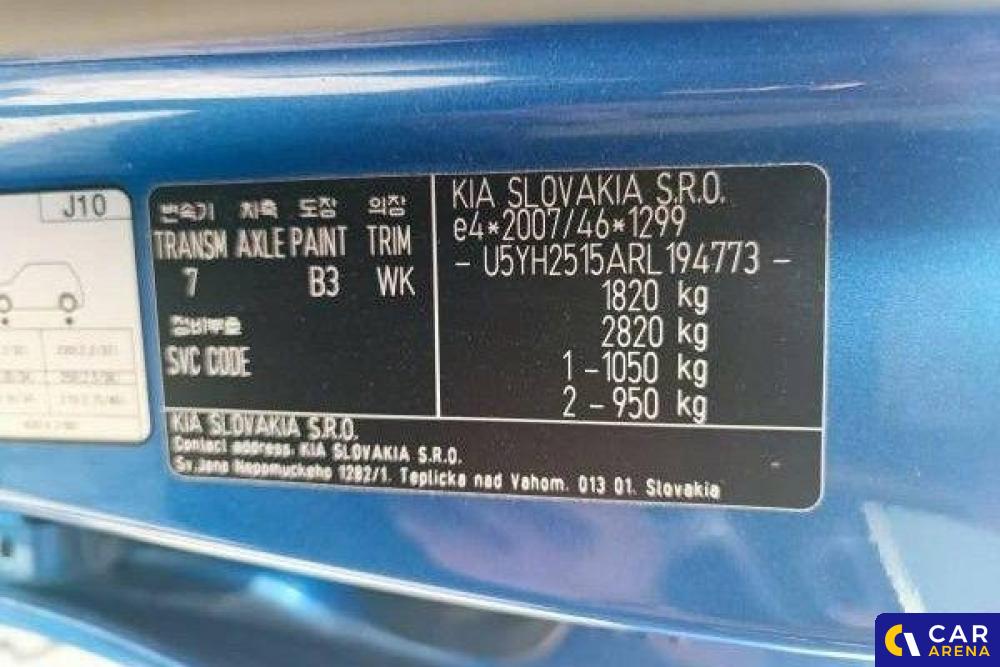 J10
변속기 차축 도장 의장
TRANSM AXLE PAINT TRIM
7 B3 WK
정비부호
SVC CODE
KIA SLOVAKIA S.R.O.
e4*2007/46*1299
- U5YH2515ARL194773 -
1820 kg
2820 kg
1 -1050 kg
2 -950 kg
KIA SLOVAKIA S.R.O.
Contact address: KIA SLOVAKIA S.R.O.
Sv.Jana Nepomuckeho 1282/1. Teplicka nad Vahom. 013 01. Slovakia
CAR
ARENA